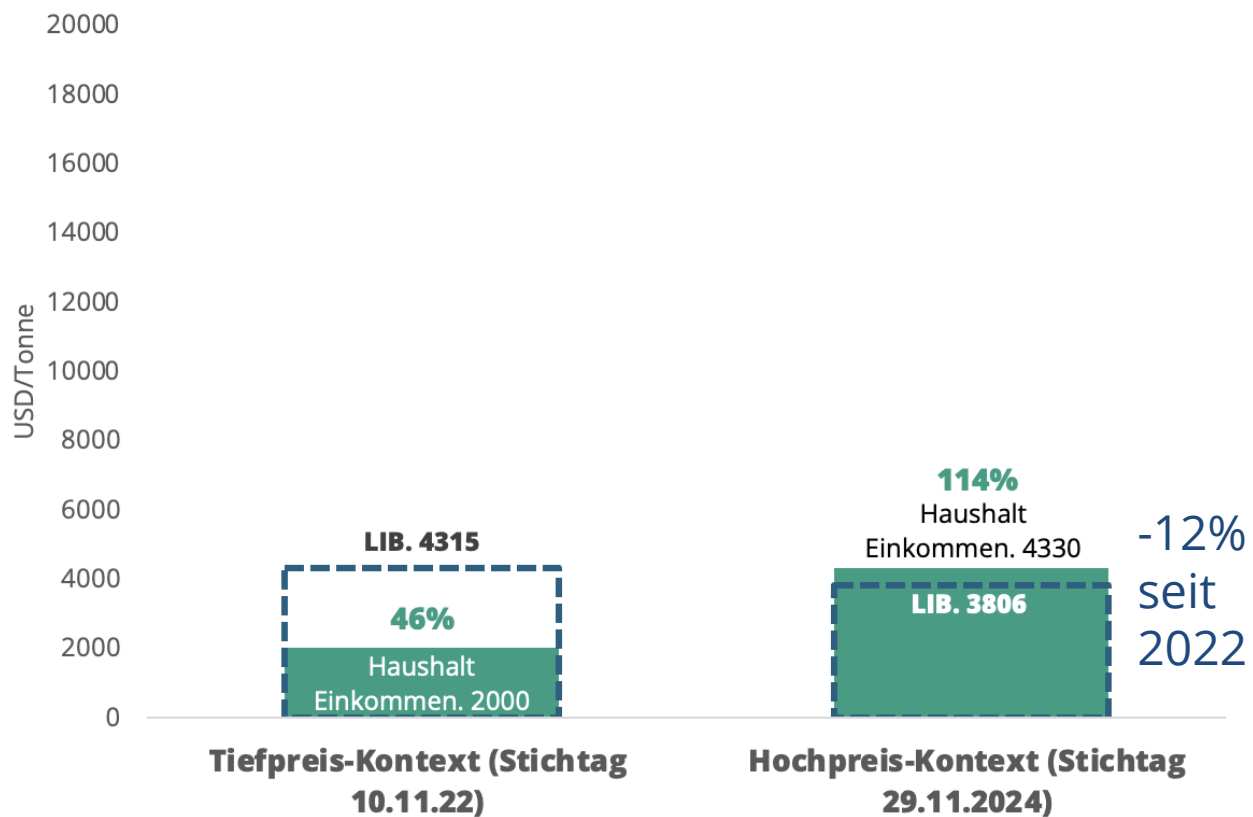 20000
18000
16000
14000
12000
10000
8000
6000
4000
2000
0
USD/Tonne
LIB. 4315
46%
Haushalt
Einkommen. 2000
114%
Haushalt
Einkommen. 4330
LIB. 3806
-12%
seit
2022
Tiefpreis-Kontext (Stichtag
10.11.22)
Hochpreis-Kontext (Stichtag
29.11.2024)